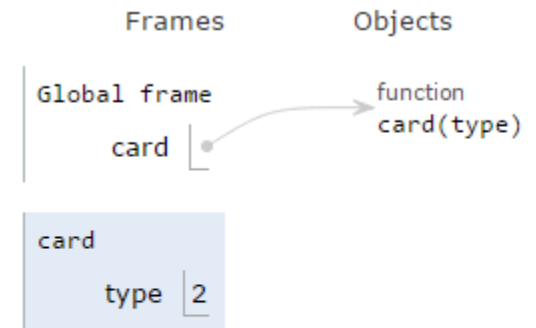 Frames Objects
Global frame
function
card
card(type)
card
type 2